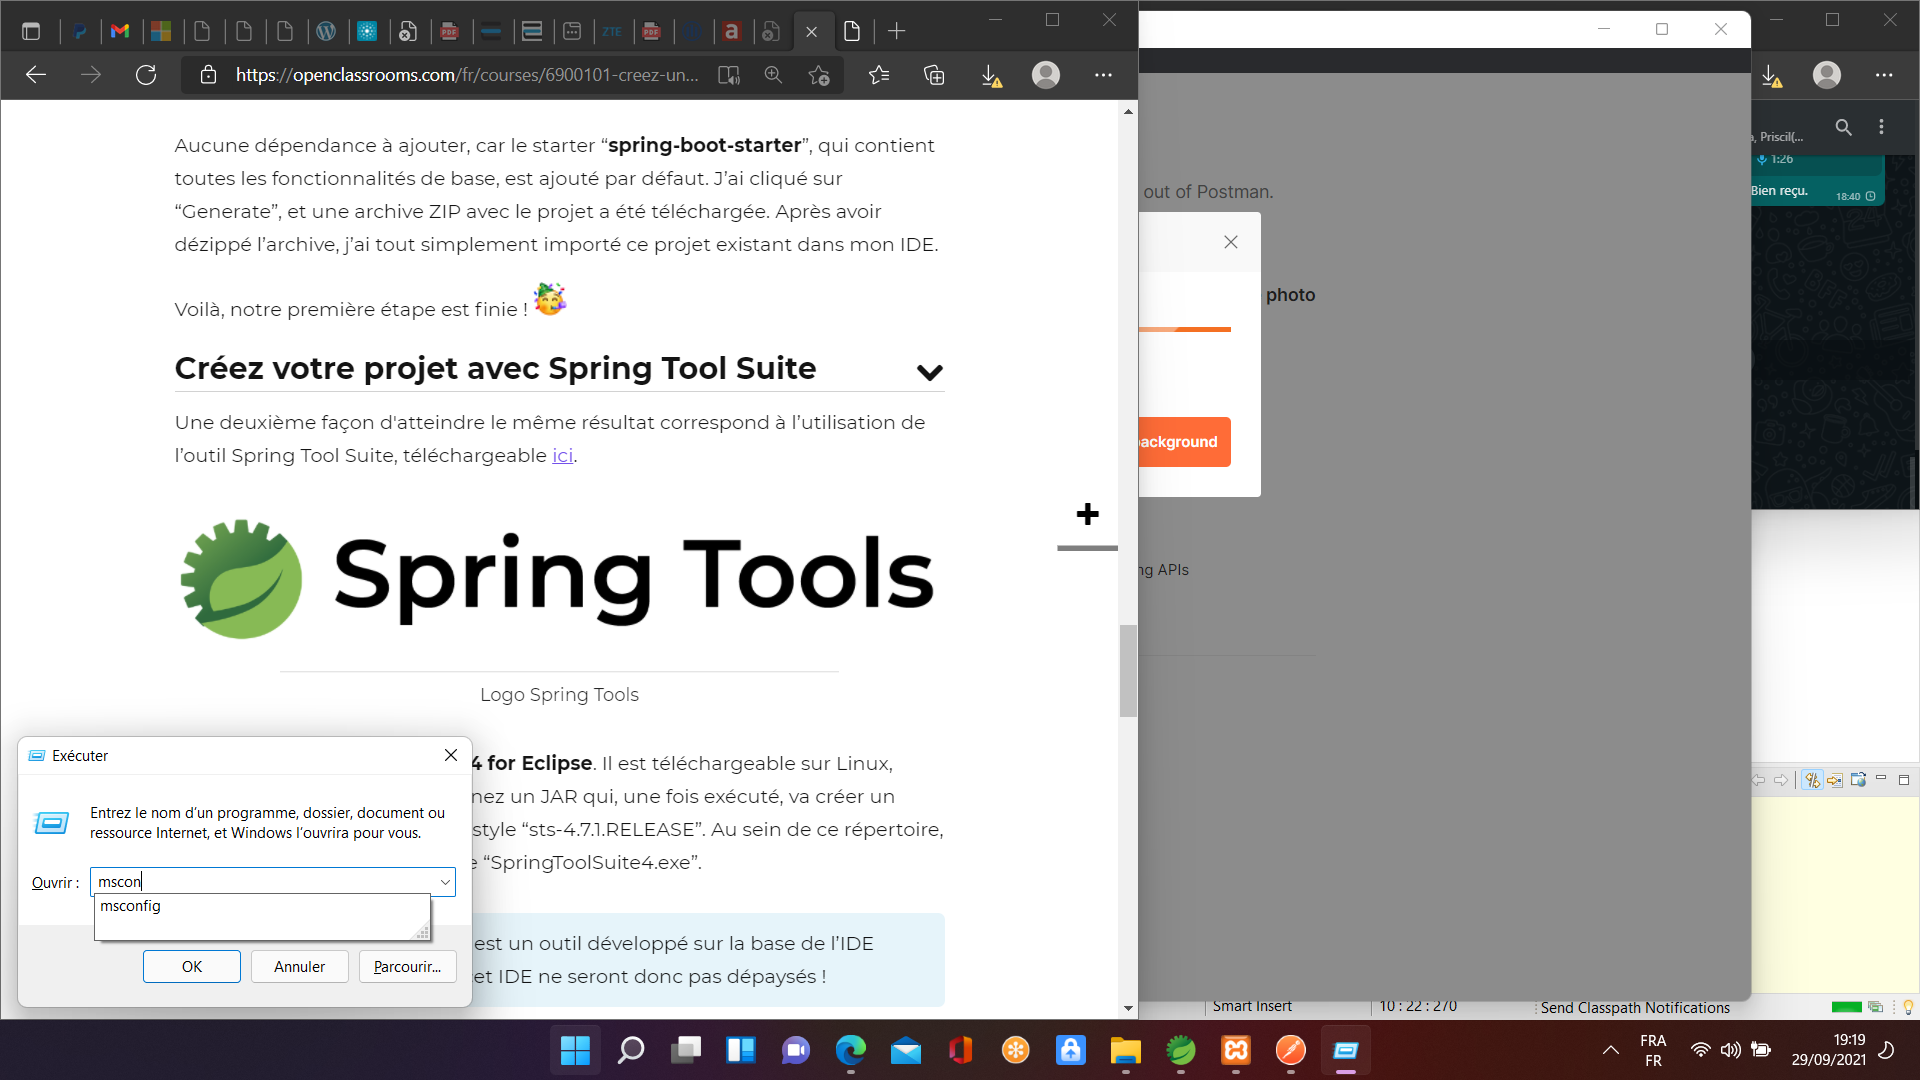 https://openclassrooms.com/fr/courses/6900101-creez-un...
Aucune dépendance à ajouter, car le starter “spring-boot-starter”, qui contient
toutes les fonctionnalités de base, est ajouté par défaut. J’ai cliqué sur
“Generate”, et une archive ZIP avec le projet a été téléchargée. Après avoir
dézippé l’archive, j’ai tout simplement importé ce projet existant dans mon IDE.
Voilà, notre première étape est finie !
Créez votre projet avec Spring Tool Suite
Une deuxième façon d'atteindre le même résultat correspond à l’utilisation de
l’outil Spring Tool Suite, téléchargeable ici.
Spring Tools
Logo Spring Tools
4 for Eclipse. Il est téléchargeable sur Linux,
nez un JAR qui, une fois exécuté, va créer un
style “sts-4.7.1.RELEASE”. Au sein de ce répertoire,
e “SpringToolSuite4.exe”.
est un outil développé sur la base de l’IDE
cet IDE ne seront donc pas dépaysés !
Exécuter
Entrez le nom d’un programme, dossier, document ou
ressource Internet, et Windows l’ouvrira pour vous.
Ouvrir :
mscon
msconfig
OK
Annuler
Parcourir...
out of Postman.
photo
background
ng APIs
a, Priscil(...
1:26
Bien reçu.
18:40
Smart Insert
10 : 22 : 270
Send Classpath Notifications
FRA
FR
19:19
29/09/2021